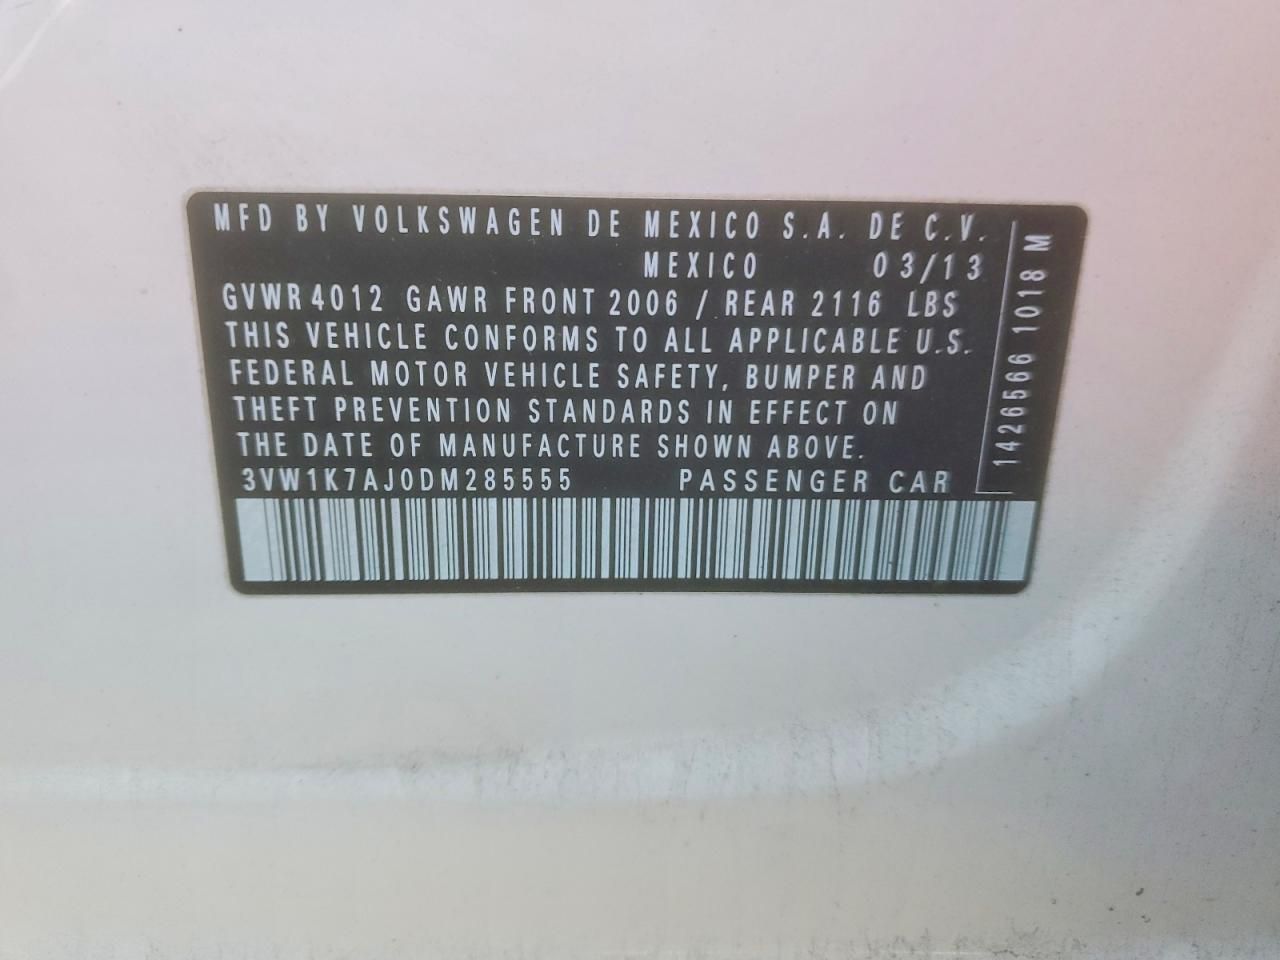 MFD BY VOLKSWAGEN DE MEXICO S.A. DE C.V.
MEXICO 03/13
GVWR 4012 GAWR FRONT 2006 / REAR 2116 LBS
THIS VEHICLE CONFORMS TO ALL APPLICABLE U.S.
FEDERAL MOTOR VEHICLE SAFETY, BUMPER AND
THEFT PREVENTION STANDARDS IN EFFECT ON
THE DATE OF MANUFACTURE SHOWN ABOVE.
3VW1K7AJ0DM285555 PASSENGER CAR
1426566 1018 M